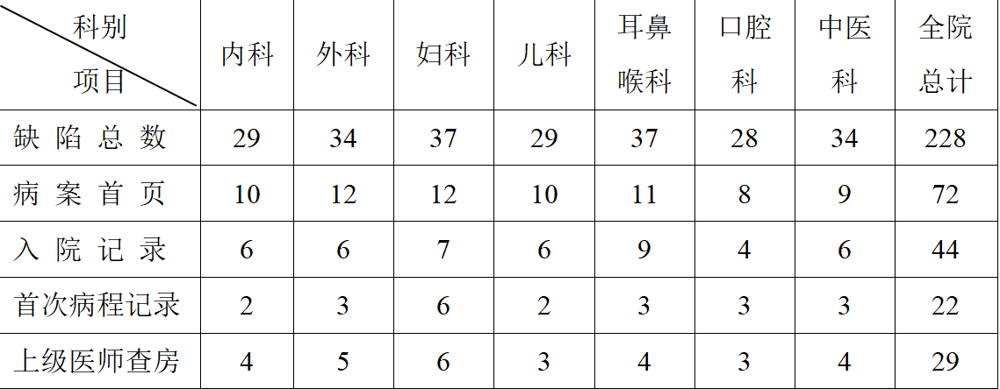 科别 内科 外科 妇科 儿科 耳鼻喉科 口腔科 中医科 全院总计
项目
缺陷总数 29 34 37 29 37 28 34 228
病案首页 10 12 12 10 11 8 9 72
入院记录 6 6 7 6 9 4 6 44
首次病程记录 2 3 6 2 3 3 3 22
上级医师查房 4 5 6 3 4 3 4 29